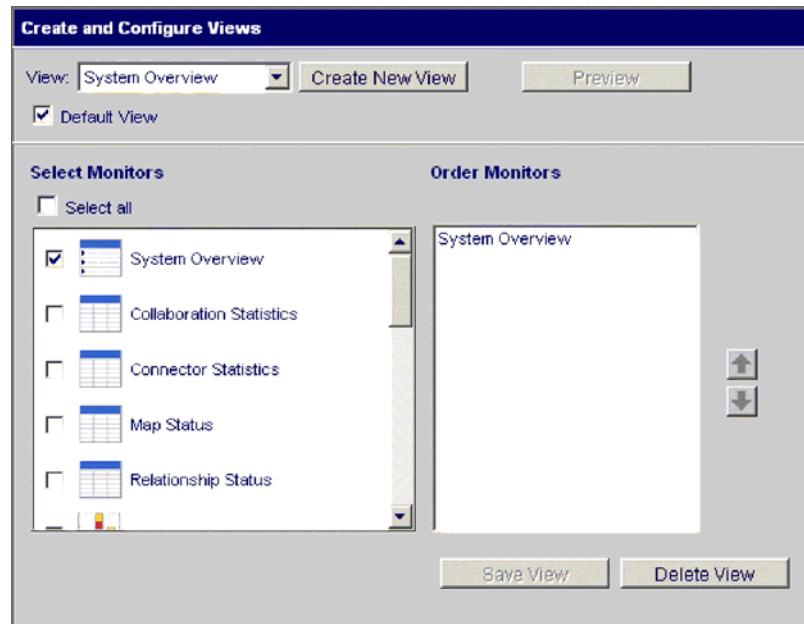 Create and Configure Views
View: System Overview Create New View Preview
Default View
Select Monitors Order Monitors
Select all
System Overview System Overview
Collaboration Statistics
Connector Statistics
Map Status
Relationship Status
Save View Delete View